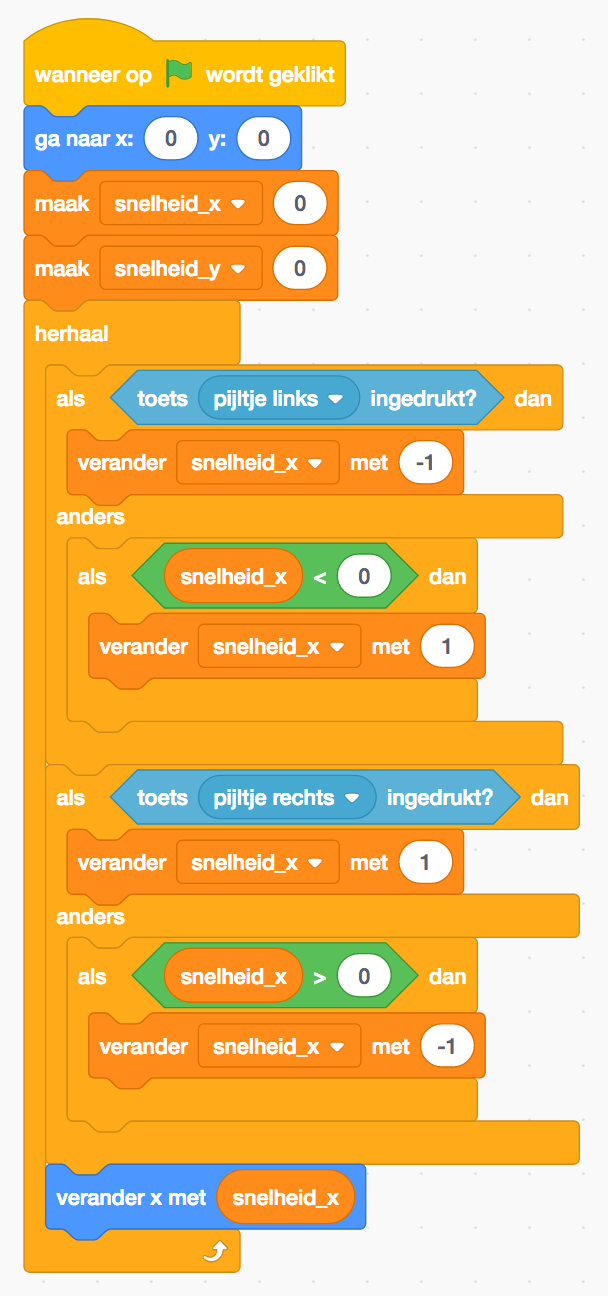 wanneer op wordt geklikt
ga naar x: 0 y: 0
maak snelheid_x 0
maak snelheid_y 0
herhaal
als toets pijltje links ingedrukt? dan
verander snelheid_x met -1
anders
als snelheid_x < 0 dan
verander snelheid_x met 1
als toets pijltje rechts ingedrukt? dan
verander snelheid_x met 1
anders
als snelheid_x > 0 dan
verander snelheid_x met -1
verander x met snelheid_x